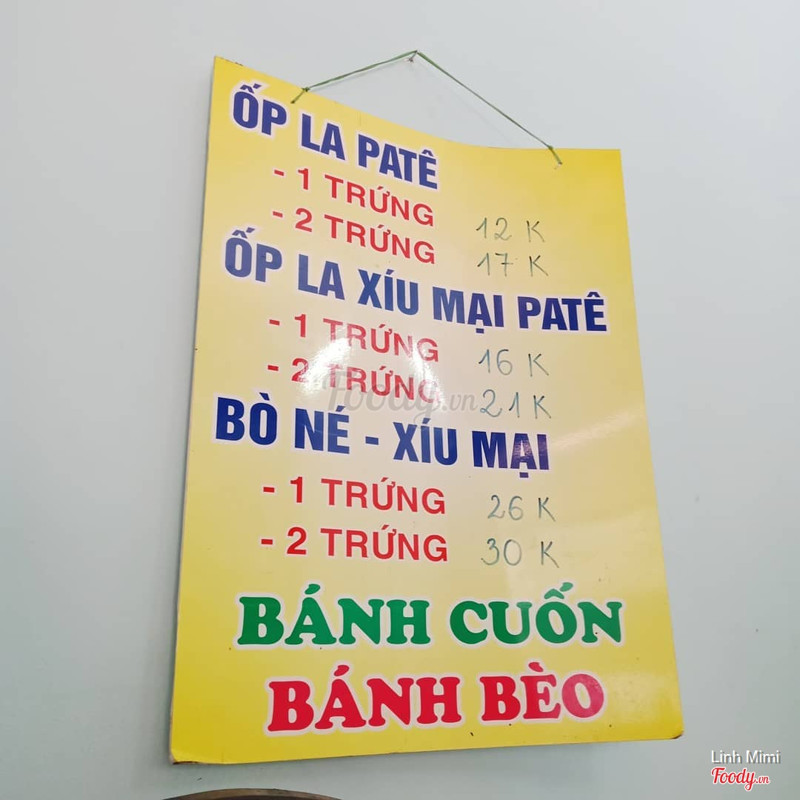 ỐP LA PATÊ
- 1 TRỨNG 12 K
- 2 TRỨNG 17 K
ỐP LA XÍU MẠI PATÊ
- 1 TRỨNG 16 K
- 2 TRỨNG 21 K
Foody.vn
BÒ NÉ - XÍU MẠI
- 1 TRỨNG 26 K
- 2 TRỨNG 30 K
BÁNH CUỐN
BÁNH BÈO
Linh Mimi
Foody.vn